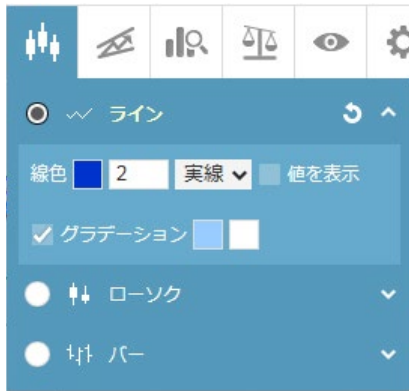 ライン
線色 2 実線 値を表示
グラデーション
ローソク
バー